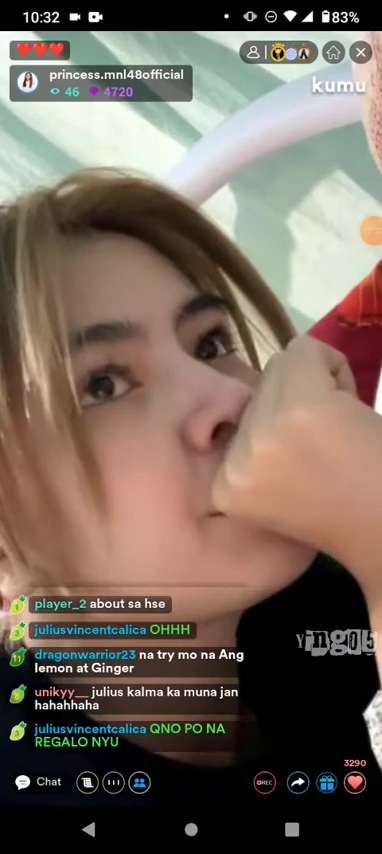 10:32
83%
❤️❤️❤️
princess.mnl48official
46 4720
kumu
player_2 about sa hse
juliusvincentcalica OHHH
dragonwarrior23 na try mo na Ang
lemon at Ginger
unikyy__ julius kalma ka muna jan
hahahhaha
juliusvincentcalica QNO PO NA
REGALO NYU
Yingo5
3290
Chat
REC